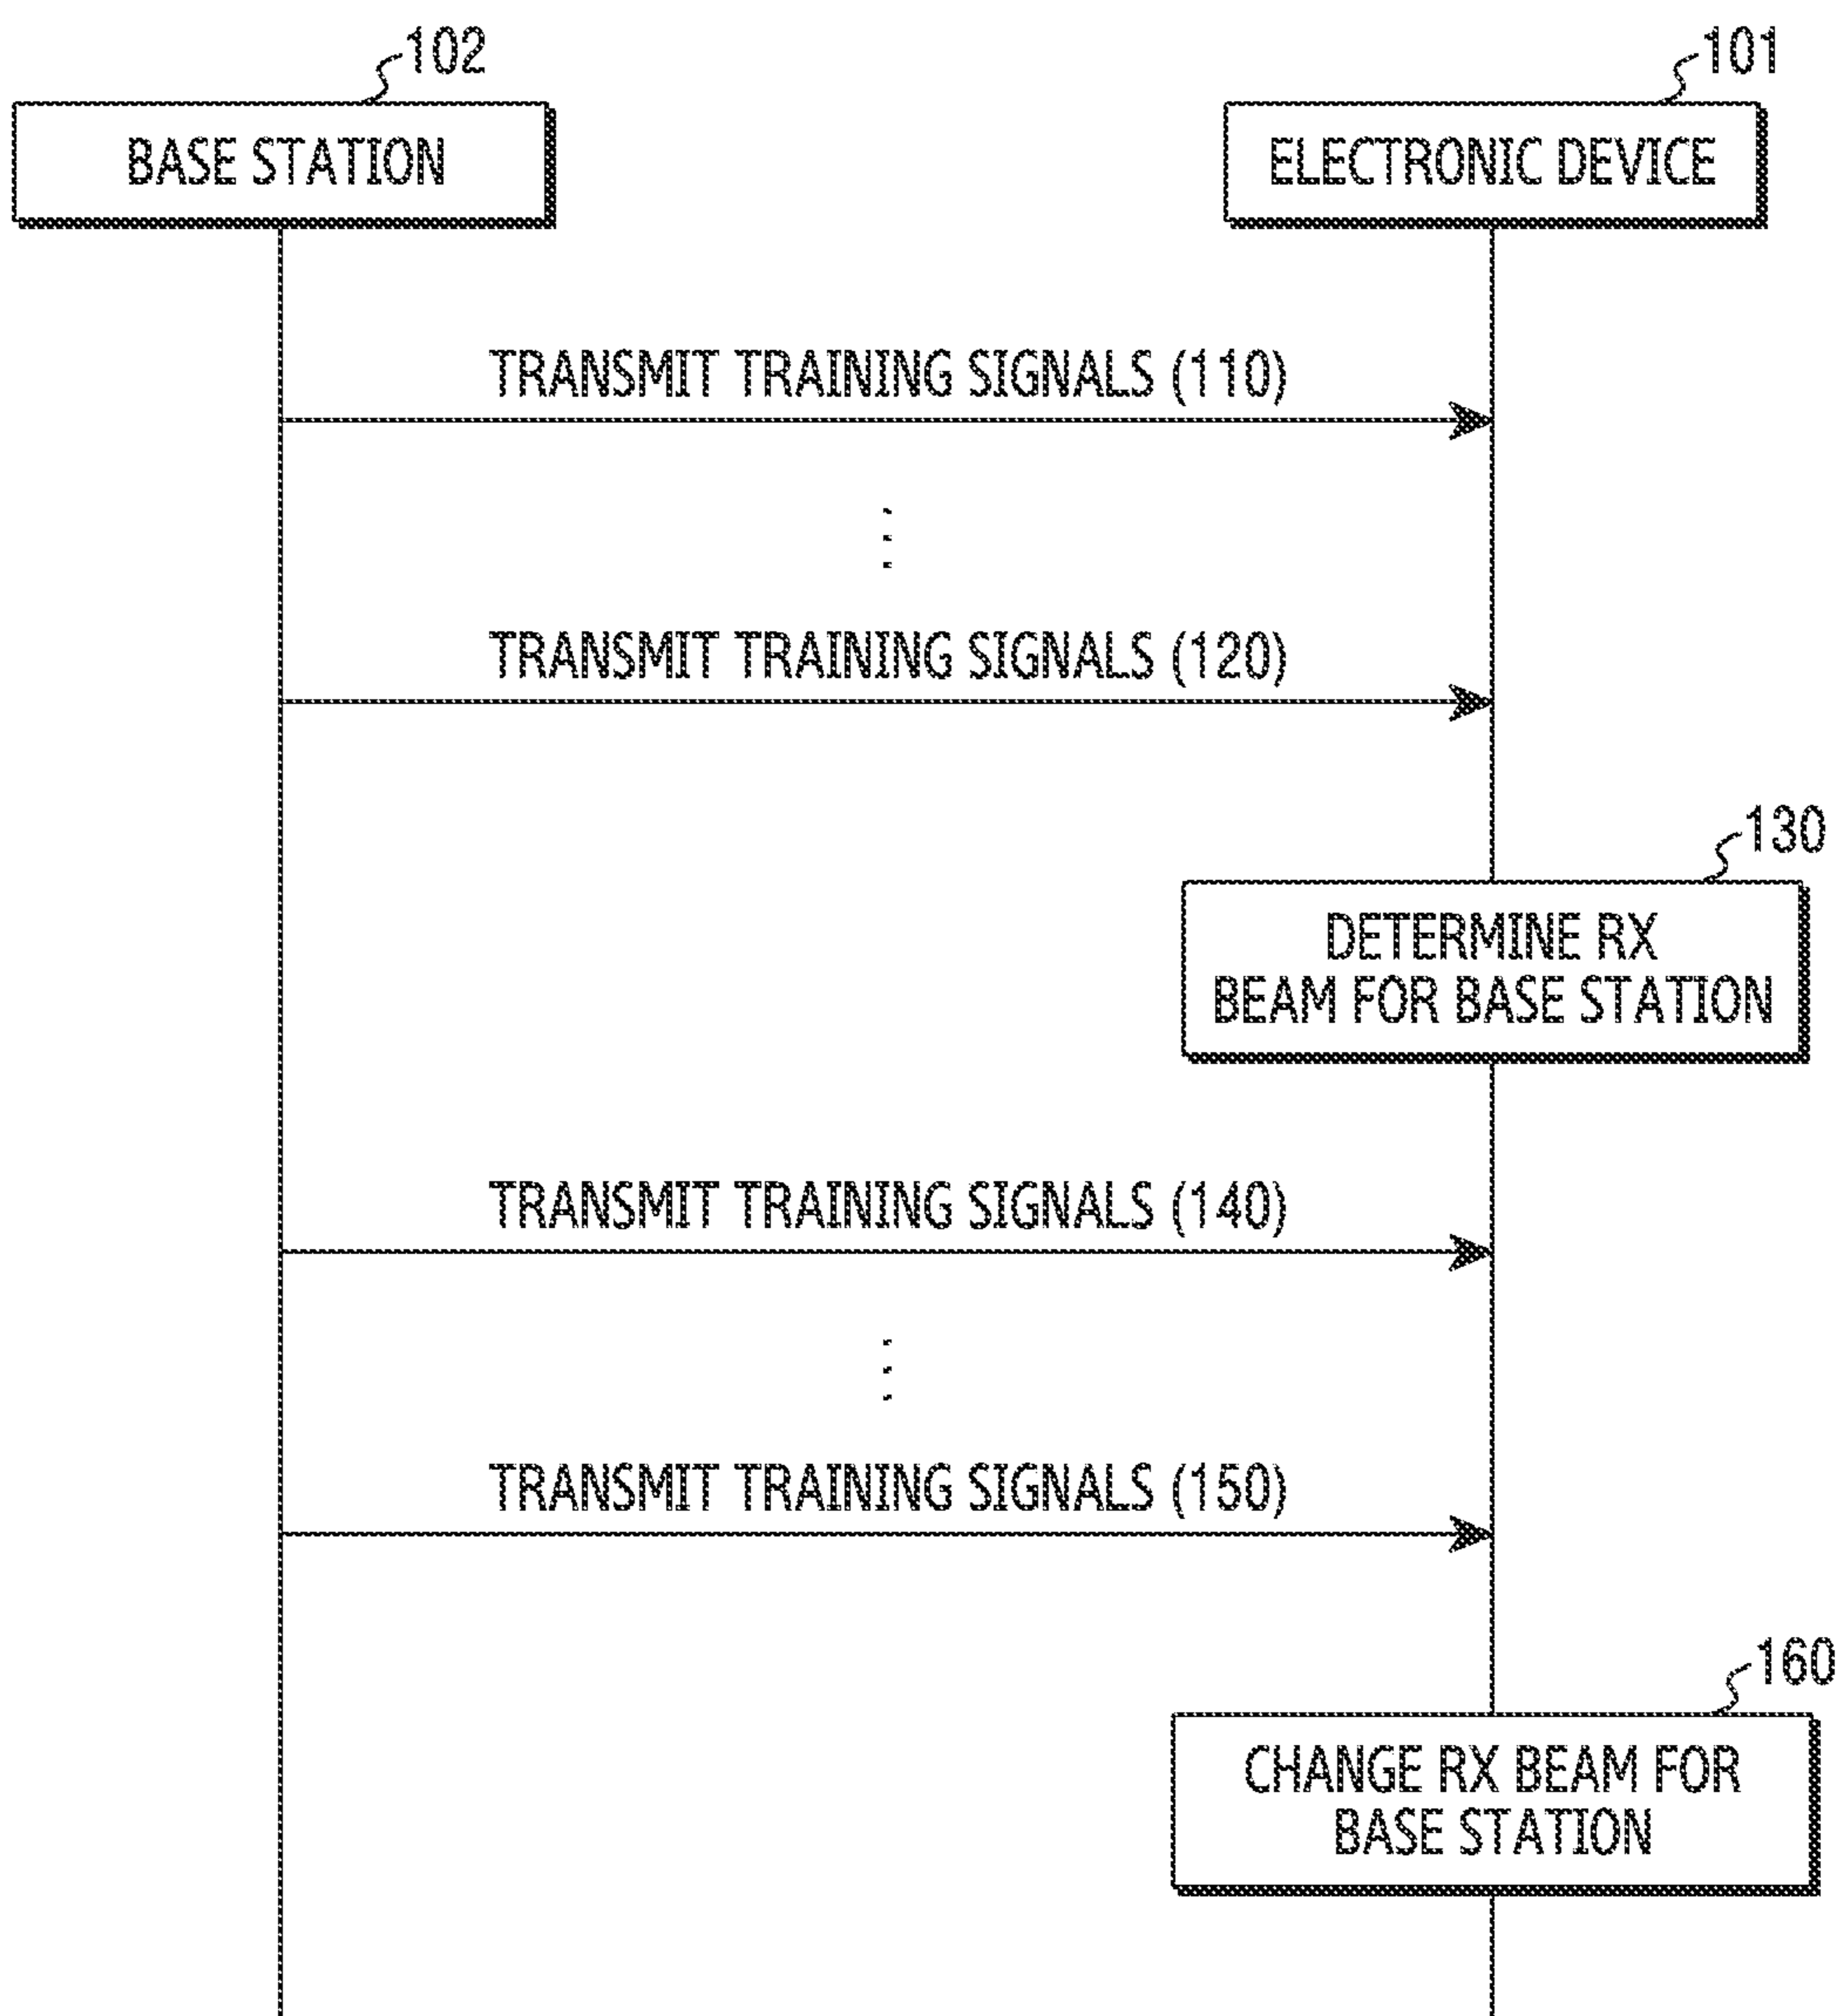 102
101
BASE STATION
ELECTRONIC DEVICE
TRANSMIT TRAINING SIGNALS (110)
TRANSMIT TRAINING SIGNALS (120)
130
DETERMINE RX
BEAM FOR BASE STATION
TRANSMIT TRAINING SIGNALS (140)
TRANSMIT TRAINING SIGNALS (150)
160
CHANGE RX BEAM FOR
BASE STATION